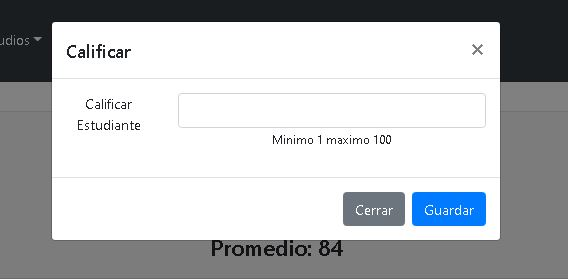 udios
Calificar
×
Calificar
Estudiante
Minimo 1 maximo 100
Cerrar
Guardar
Promedio: 84